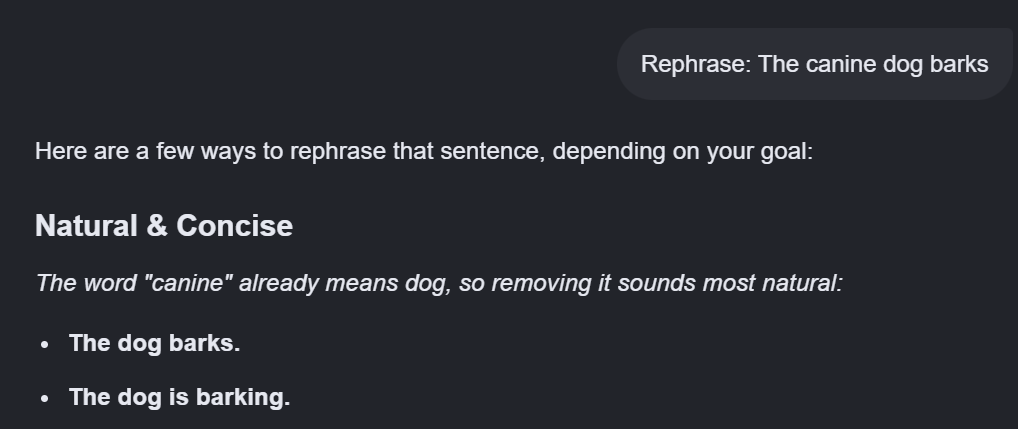 Rephrase: The canine dog barks
Here are a few ways to rephrase that sentence, depending on your goal:
Natural & Concise
The word "canine" already means dog, so removing it sounds most natural:
• The dog barks.
• The dog is barking.